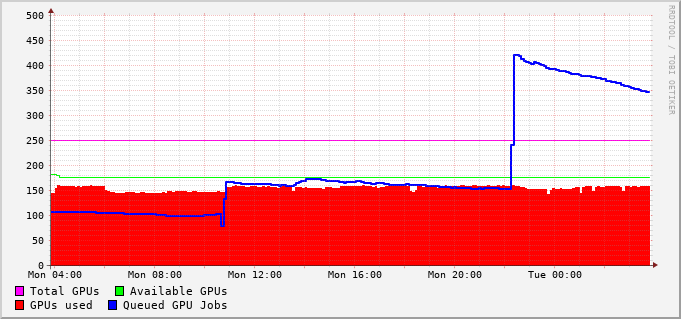 500
450
400
350
300
250
200
150
100
50
0
Mon 04:00 Mon 08:00 Mon 12:00 Mon 16:00 Mon 20:00 Tue 00:00
Total GPUs Available GPUs
GPUs used Queued GPU Jobs
RRDTOOL / TOBI OETIKER